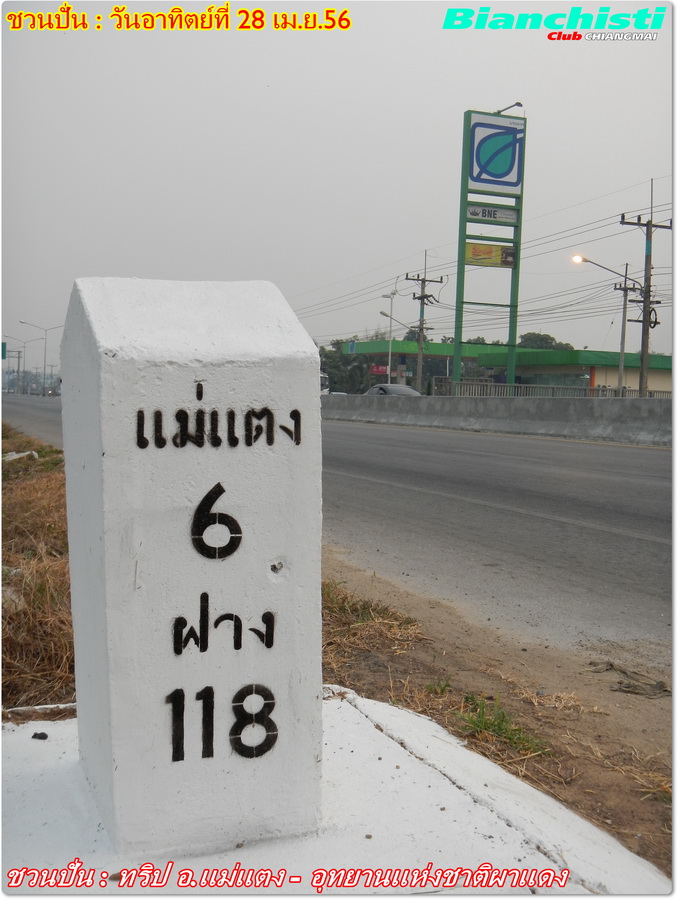 ชวนปั่น : วันอาทิตย์ที่ 28 เม.ย.56
Bianchisti
Club CHIANGMAI
BNE
แม่แตง
6
ฝาง
118
ชวนปั่น : ทริป อ.แม่แตง - อุทยานแห่งชาติผาแดง